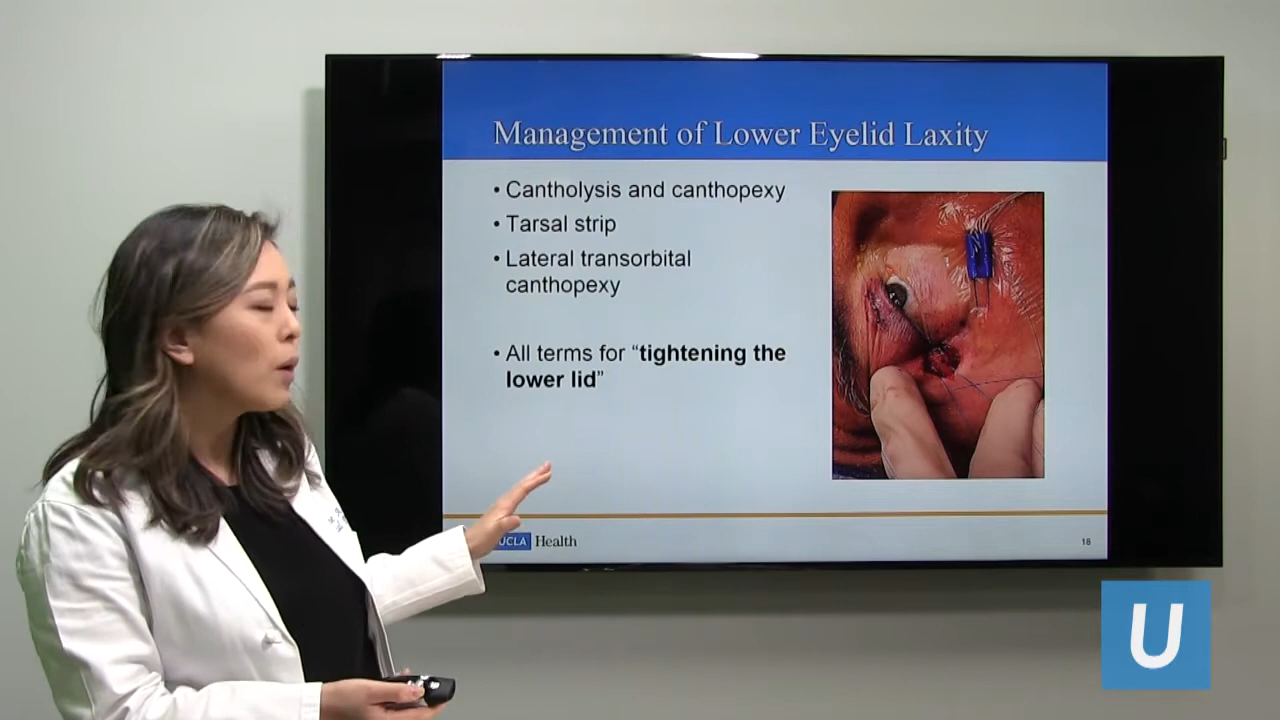 Management of Lower Eyelid Laxity
• Cantholysis and canthopexy
• Tarsal strip
• Lateral transorbital
canthopexy
• All terms for “tightening the
lower lid”
UCLA Health
18
U